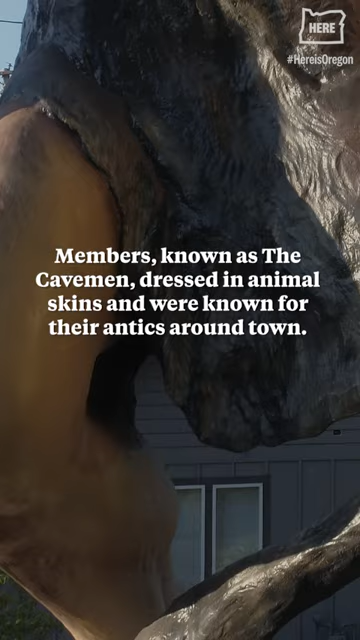 HERE
#HereisOregon
Members, known as The
Cavemen, dressed in animal
skins and were known for
their antics around town.